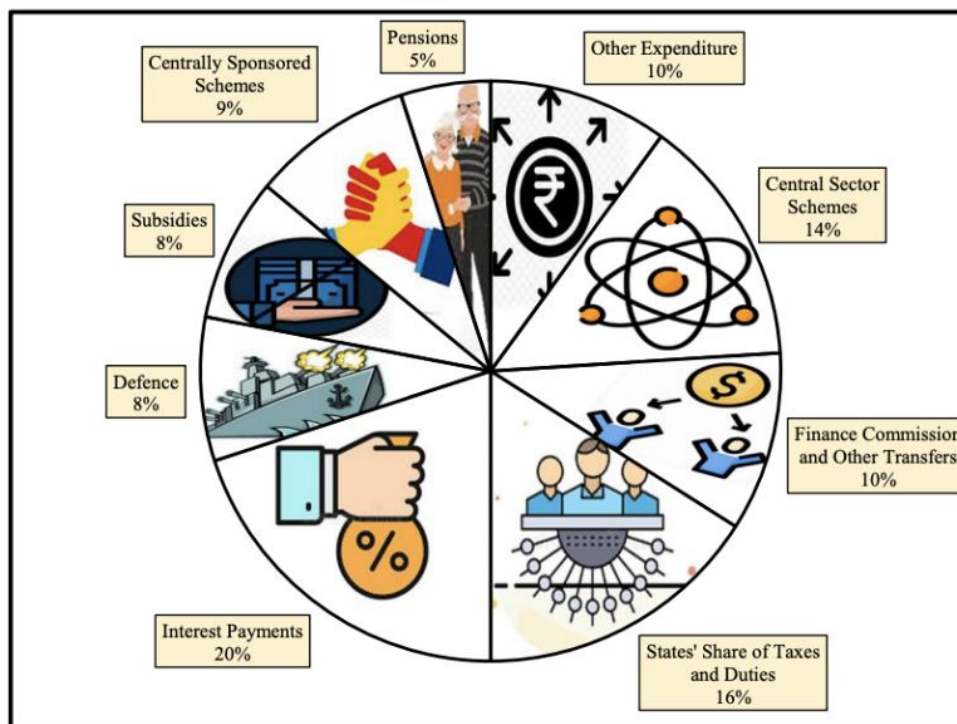 Pensions
5%
Other Expenditure
10%
Centrally Sponsored
Schemes
9%
Central Sector
Schemes
14%
Subsidies
8%
Defence
8%
Finance Commission
and Other Transfers
10%
Interest Payments
20%
States' Share of Taxes
and Duties
16%
₹
$
%